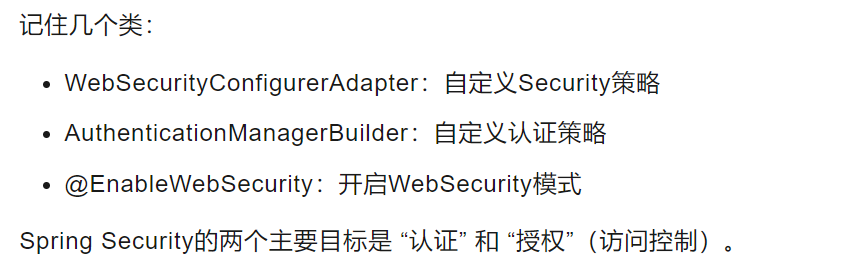 记住几个类：
• WebSecurityConfigurerAdapter：自定义Security策略
• AuthenticationManagerBuilder：自定义认证策略
• @EnableWebSecurity：开启WebSecurity模式
Spring Security的两个主要目标是 “认证” 和 “授权”（访问控制）。